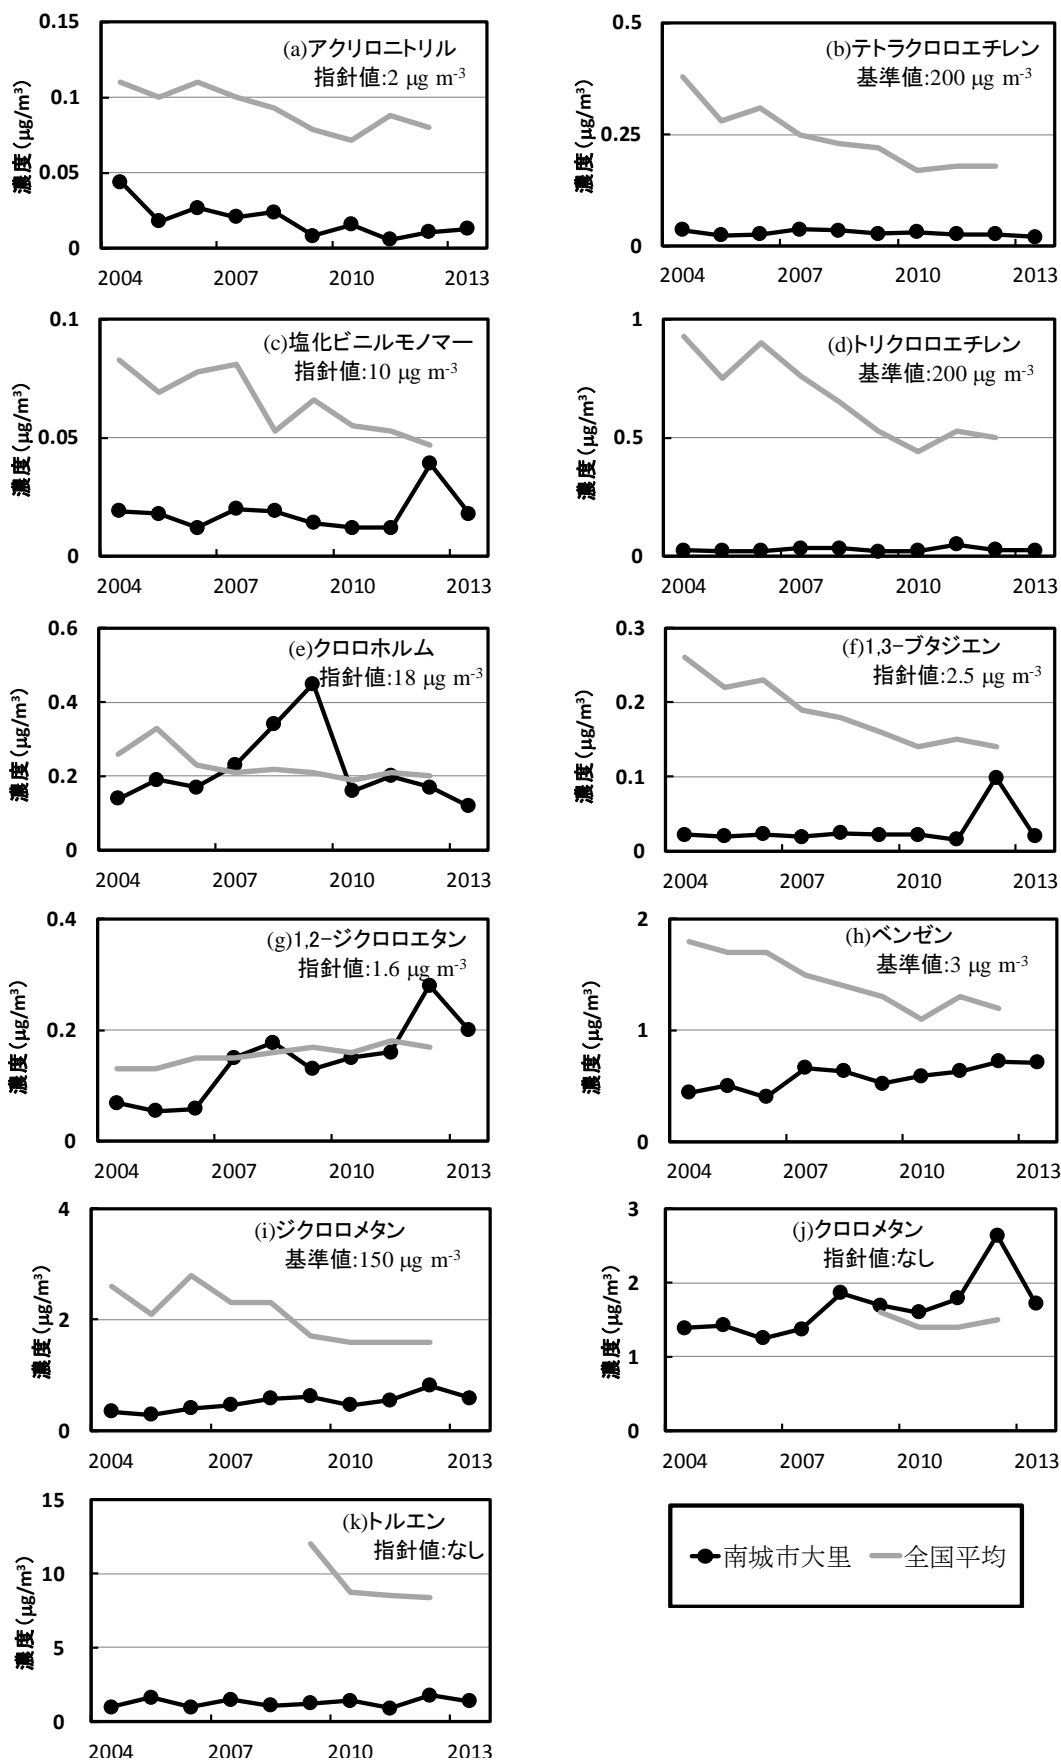 (a)アクリロニトリル
指針値:2 μg m-3
濃度(μg/m³)
0.15
0.1
0.05
0
2004 2007 2010 2013
(b)テトラクロロエチレン
基準値:200 μg m-3
濃度(μg/m³)
0.5
0.25
0
2004 2007 2010 2013
(c)塩化ビニルモノマー
指針値:10 μg m-3
濃度(μg/m³)
0.1
0.05
0
2004 2007 2010 2013
(d)トリクロロエチレン
基準値:200 μg m-3
濃度(μg/m³)
1
0.5
0
2004 2007 2010 2013
(e)クロロホルム
指針値:18 μg m-3
濃度(μg/m³)
0.6
0.4
0.2
0
2004 2007 2010 2013
(f)1,3-ブタジエン
指針値:2.5 μg m-3
濃度(μg/m³)
0.3
0.2
0.1
0
2004 2007 2010 2013
(g)1,2-ジクロロエタン
指針値:1.6 μg m-3
濃度(μg/m³)
0.4
0.2
0
2004 2007 2010 2013
(h)ベンゼン
基準値:3 μg m-3
濃度(μg/m³)
2
1
0
2004 2007 2010 2013
(i)ジクロロメタン
基準値:150 μg m-3
濃度(μg/m³)
4
2
0
2004 2007 2010 2013
(j)クロロメタン
指針値:なし
濃度(μg/m³)
3
2
1
0
2004 2007 2010 2013
(k)トルエン
指針値:なし
濃度(μg/m³)
15
10
5
0
2004 2007 2010 2013
南城市大里 全国平均